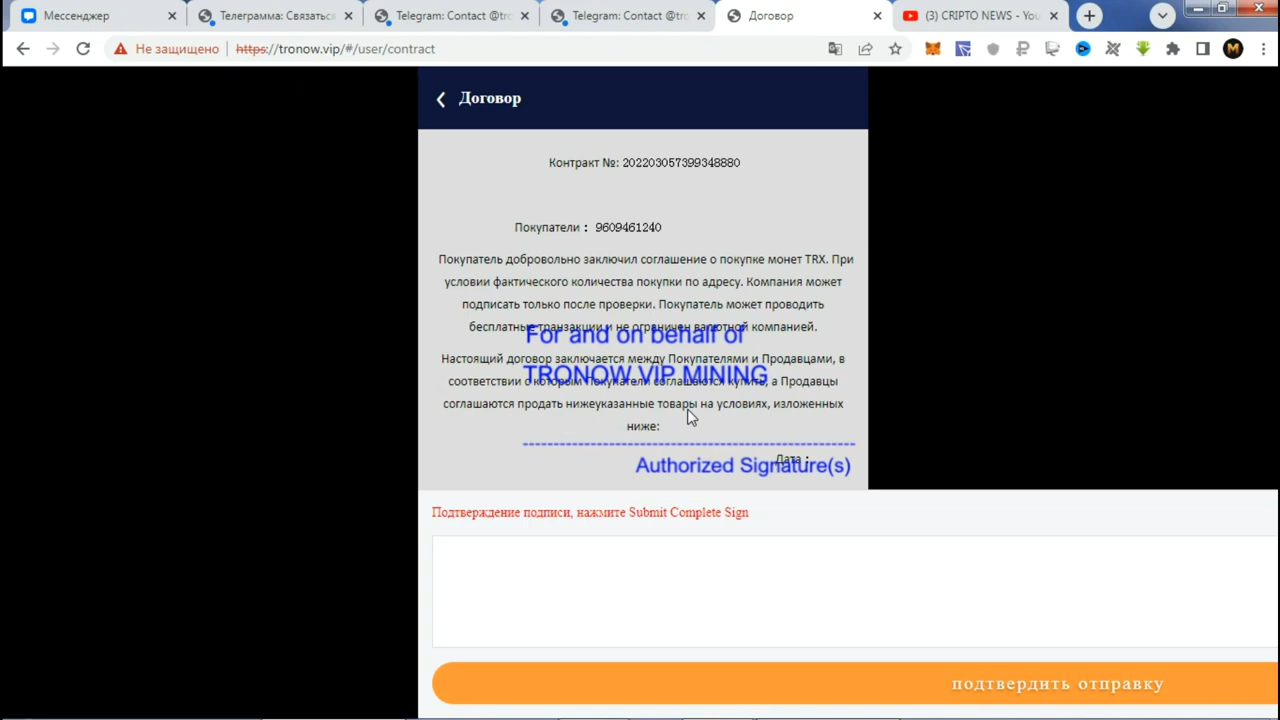 Мессенджер
Телеграмма: Связатьс
Telegram: Contact @tro
Telegram: Contact @tro
Договор
(3) CRIPTO NEWS - You
Не защищено
https://tronow.vip/#/user/contract
Договор
Контракт №: 202203057399348880
Покупатели : 9609461240
Покупатель добровольно заключил соглашение о покупке монет TRX. При
условии фактического количества покупки по адресу. Компания может
подписать только после проверки. Покупатель может проводить
бесплатные транзакции и не ограничен валютной компанией.
For and on behalf of
Настоящий договор заключается между Покупателями и Продавцами, в
TRONOW VIP MINING
соответствии с которым Покупатели соглашаются купить, а Продавцы
соглашаются продать нижеуказанные товары на условиях, изложенных
ниже:
Дата :
Authorized Signature(s)
Подтверждение подписи, нажмите Submit Complete Sign
подтвердить отправку